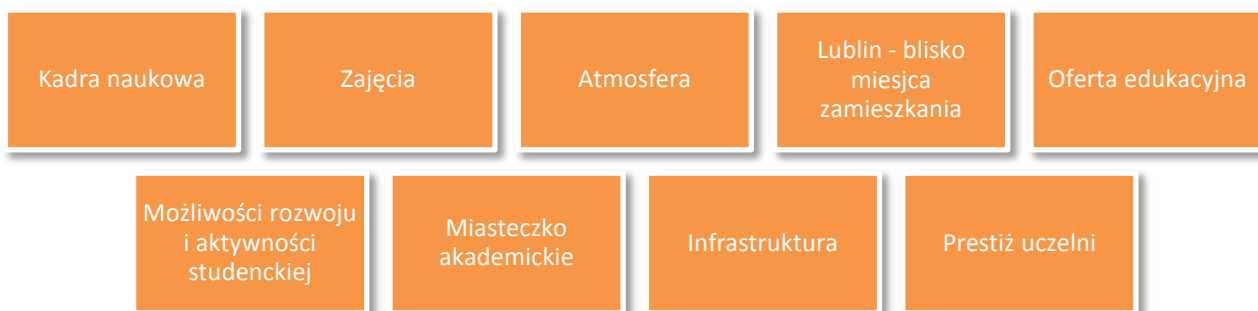 Kadra naukowa
Zajęcia
Atmosfera
Lublin - blisko
miesjca
zamieszkania
Oferta edukacyjna
Możliwości rozwoju
i aktywności
studenckiej
Miasteczko
akademickie
Infrastruktura
Prestiż uczelni